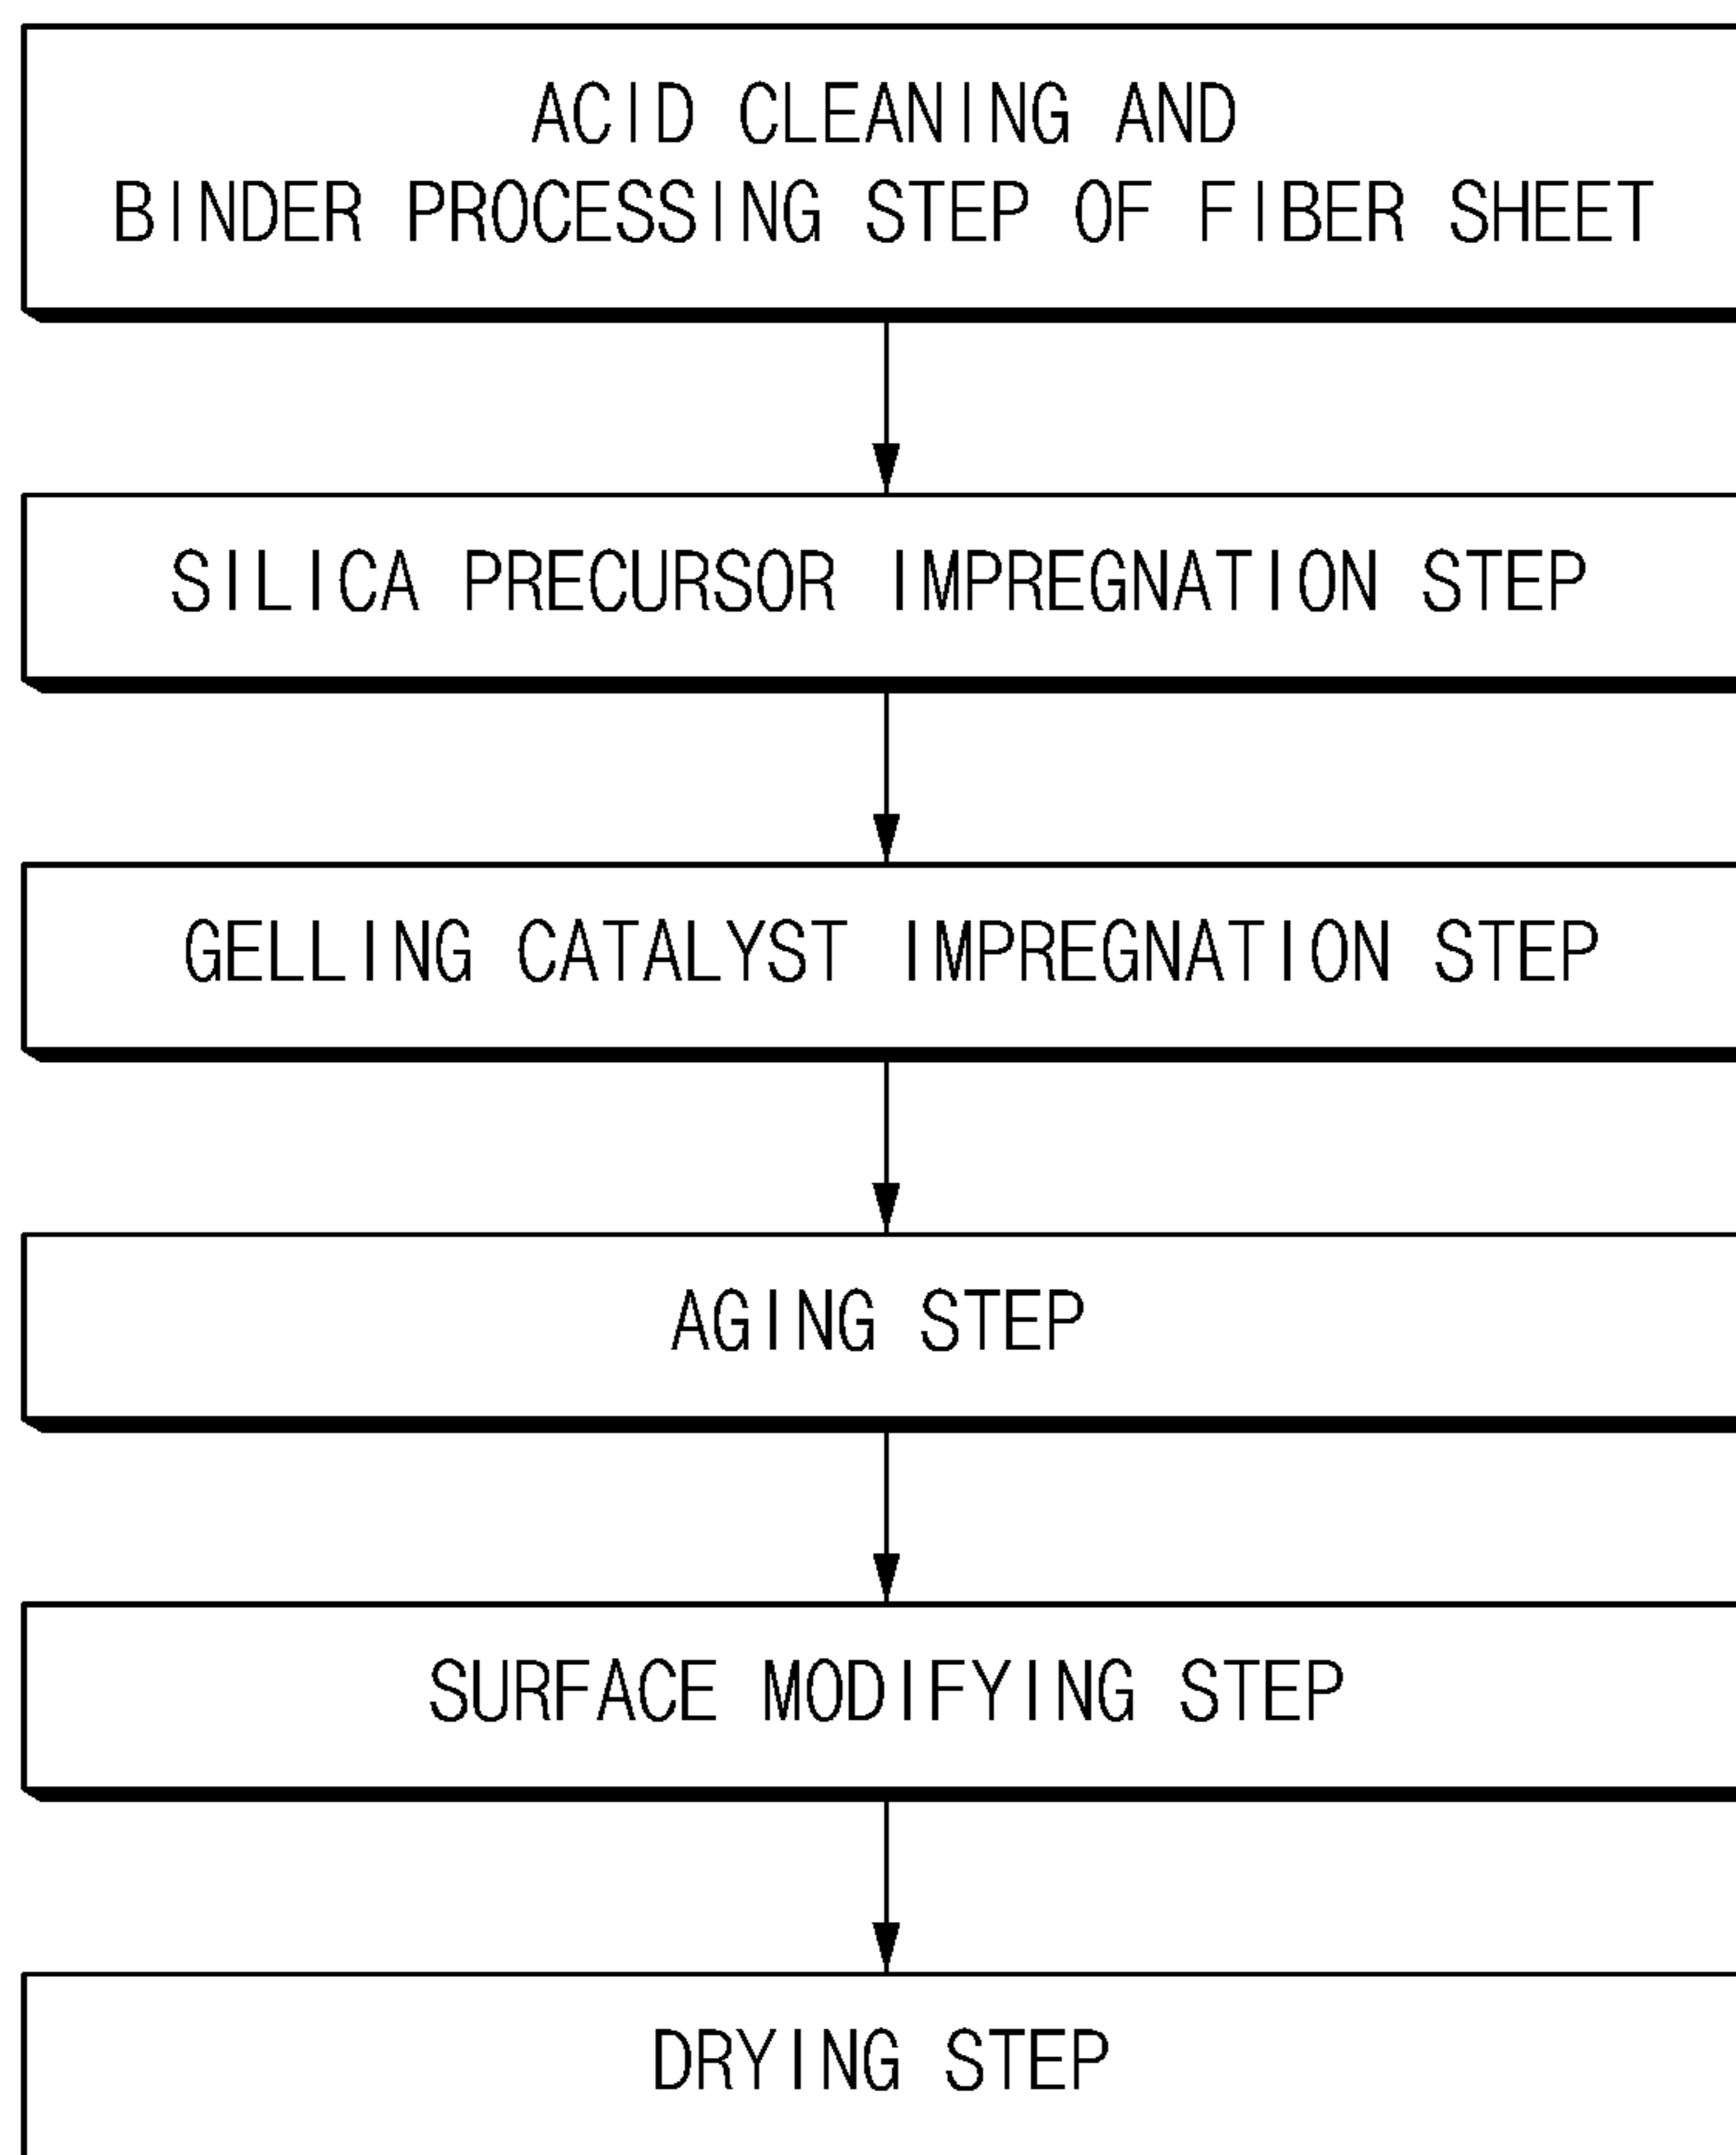 ACID CLEANING AND
BINDER PROCESSING STEP OF FIBER SHEET
SILICA PRECURSOR IMPREGNATION STEP
GELLING CATALYST IMPREGNATION STEP
AGING STEP
SURFACE MODIFYING STEP
DRYING STEP